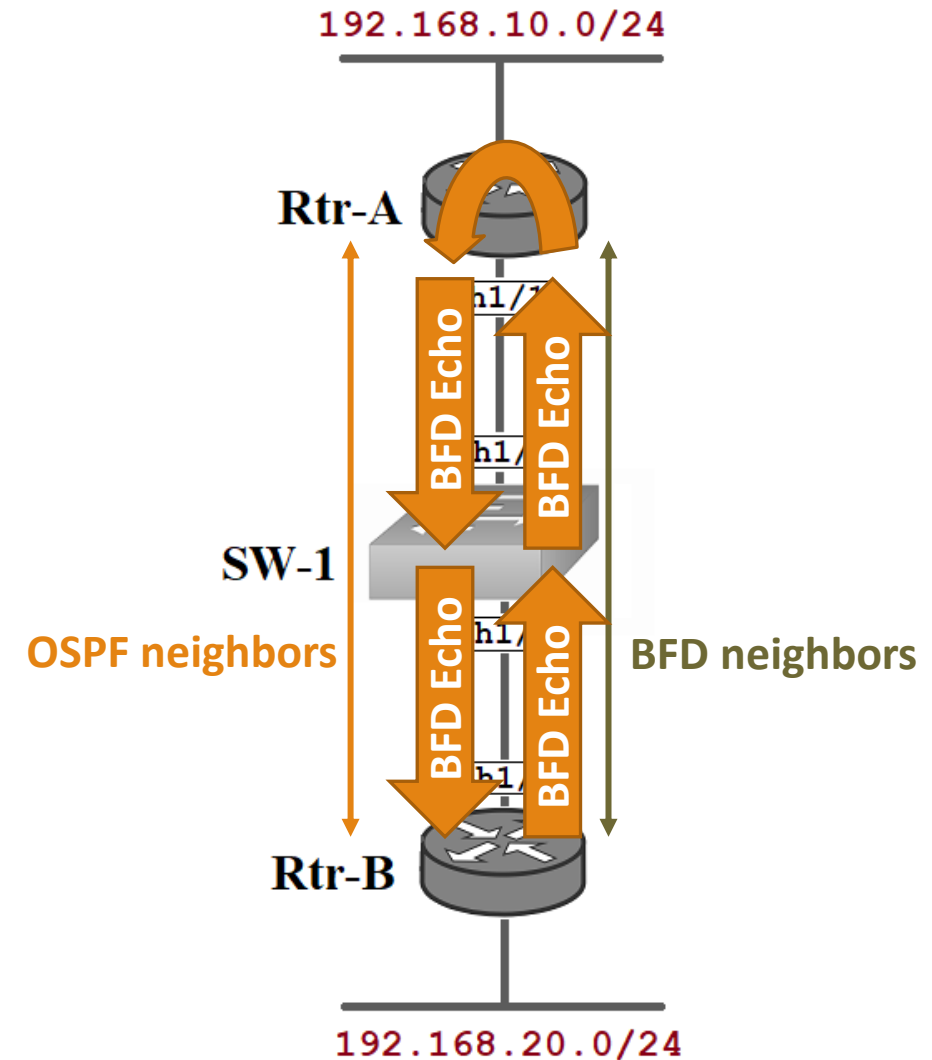 192.168.10.0/24
Rtr-A
BFD Echo
BFD Echo
SW-1
OSPF neighbors
BFD neighbors
BFD Echo
BFD Echo
Rtr-B
192.168.20.0/24